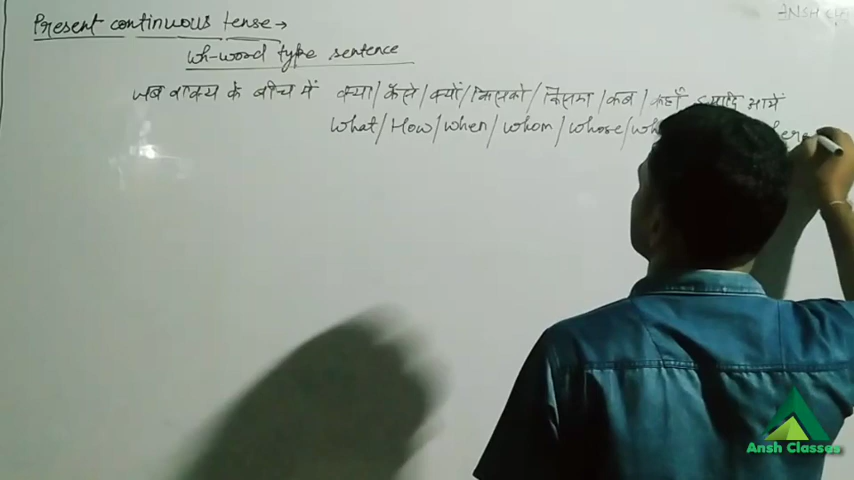 Present continuous tense→
wh-word type sentence
जब वाक्य के बीच में क्या/कैसे/क्यों/किसको/किसका/कब/कहाँ इत्यादि आये
what/How/when/whom/whose/
Ansh Classes